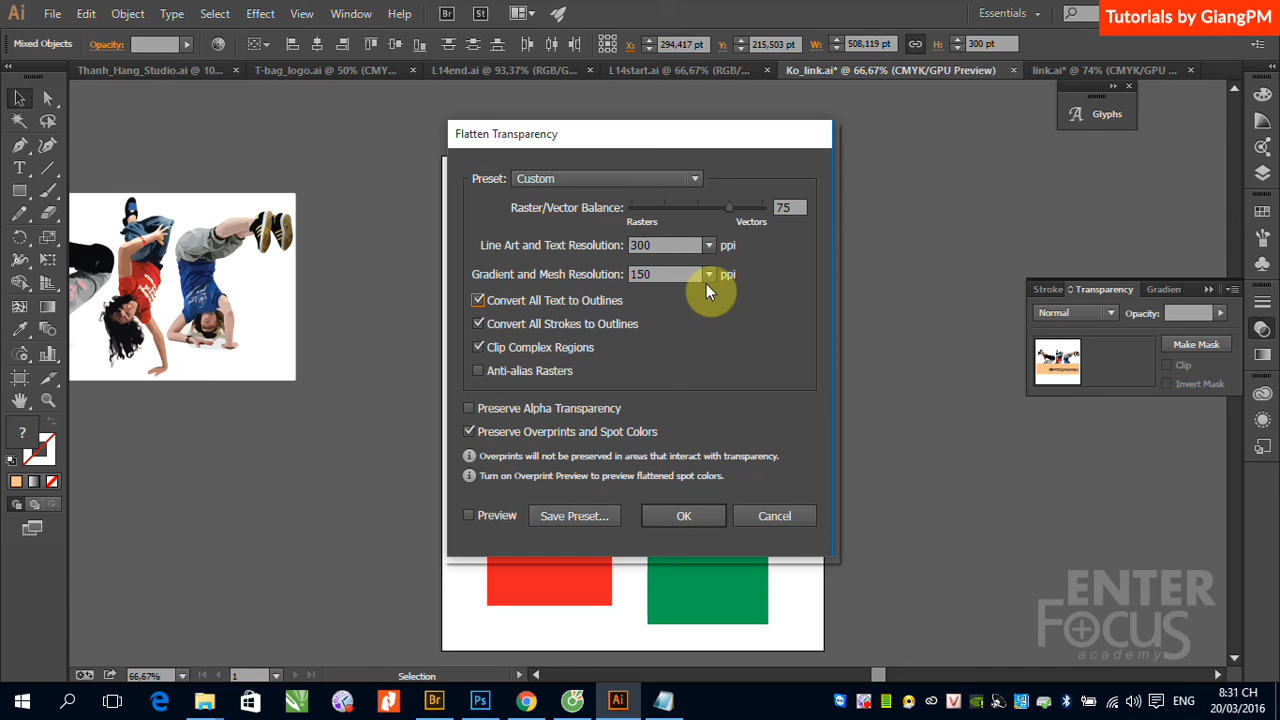 Ai File Edit Object Type Select Effect View Window Help Br St Essentials
Tutorials by GiangPM
Mixed Objects Opacity: X: 294,417 pt Y: 215,503 pt W: 508,119 pt H: 300 pt
Thanh_Hang_Studio.ai @ 10... × T-bag_logo.ai @ 50% (CMY... × L14end.ai @ 93,37% (RGB/G... × L14start.ai @ 66,67% (RGB/... × Ko_link.ai* @ 66,67% (CMYK/GPU Preview) × link.ai* @ 74% (CMYK/GPU ... ×
Glyphs
Flatten Transparency
Preset: Custom
Raster/Vector Balance: 75
Rasters Vectors
Line Art and Text Resolution: 300 ppi
Gradient and Mesh Resolution: 150 ppi
Convert All Text to Outlines
Convert All Strokes to Outlines
Clip Complex Regions
Anti-alias Rasters
Preserve Alpha Transparency
Preserve Overprints and Spot Colors
Overprints will not be preserved in areas that interact with transparency.
Turn on Overprint Preview to preview flattened spot colors.
Preview Save Preset... OK Cancel
Stroke Transparency Gradien
Normal Opacity:
Make Mask
Clip
Invert Mask
?
ENTER
FOCUS
academy
66,67% 1 Selection
Br Ps Ai ENG
8:31 CH
20/03/2016